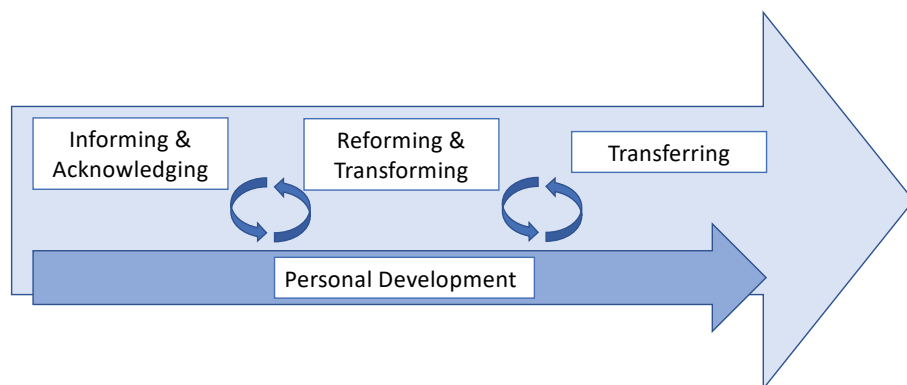 Informing &
Acknowledging
Reforming &
Transforming
Transferring
Personal Development